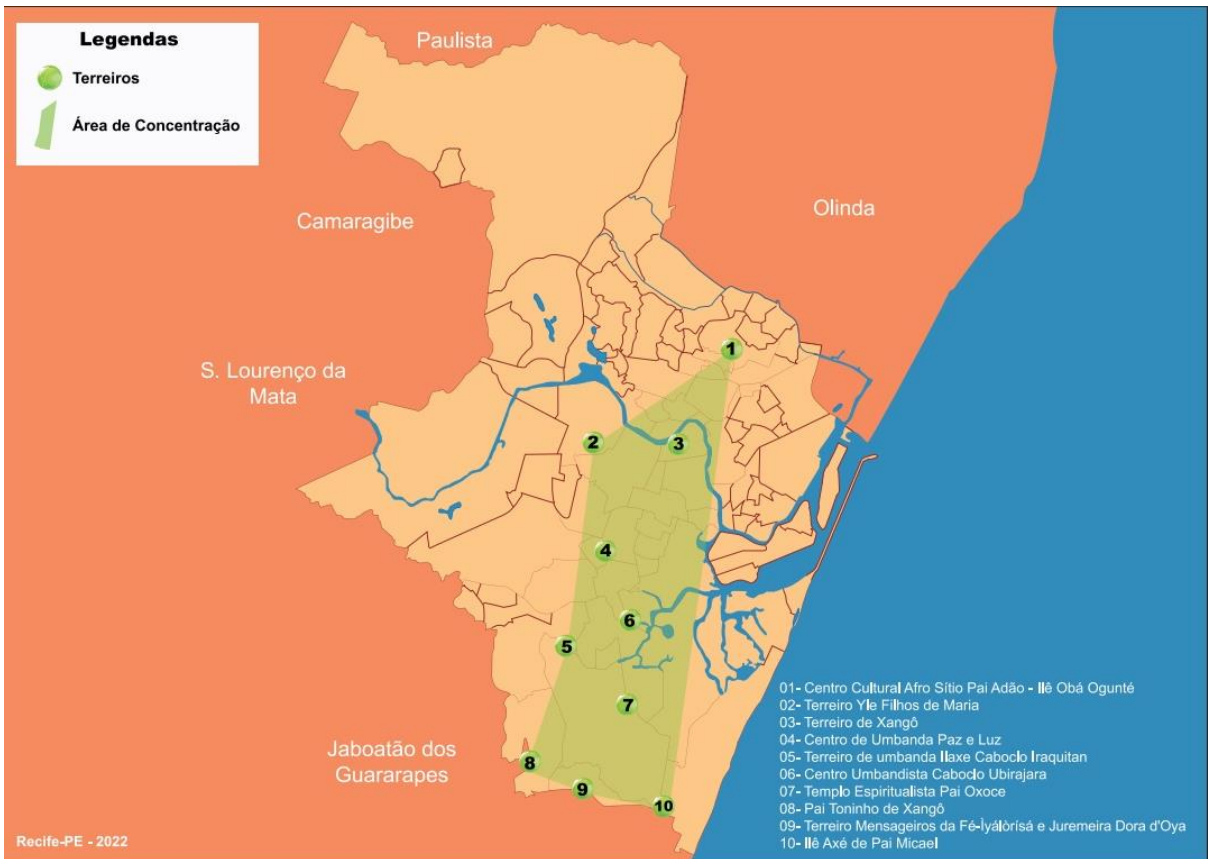 Legendas
Terreiros
Área de Concentração
Paulista
Camaragibe
Olinda
S. Lourenço da
Mata
Jaboatão dos
Guararapes
1
2
3
4
5
6
7
8
9
10
01- Centro Cultural Afro Sítio Pai Adão - Ilê Obá Ogunté
02- Terreiro Yle Filhos de Maria
03- Terreiro de Xangô
04- Centro de Umbanda Paz e Luz
05- Terreiro de umbanda Ilaxe Caboclo Iraquitan
06- Centro Umbandista Caboclo Ubirajara
07- Templo Espiritualista Pai Oxoce
08- Pai Toninho de Xangô
09- Terreiro Mensageiros da Fé-Ìyálòrísá e Juremeira Dora d'Oya
10- Ilê Axé de Pai Micael
Recife-PE - 2022